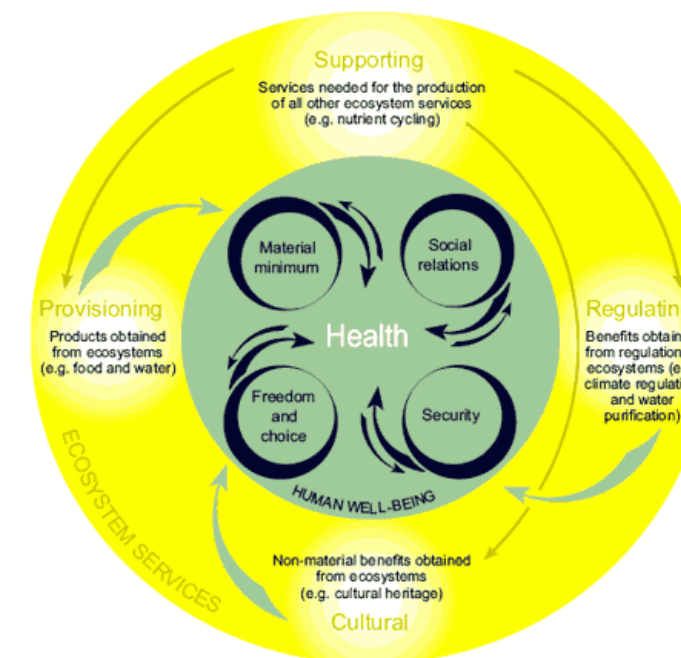 Supporting
Services needed for the production
of all other ecosystem services
(e.g. nutrient cycling)
Material
minimum
Social
relations
Provisioning
Products obtained
from ecosystems
(e.g. food and water)
Health
Regulatin
Benefits obtain
from regulation
ecosystems (e.
climate regulati
and water
purification)
Freedom
and
choice
Security
HUMAN WELL-BEING
ECOSYSTEM SERVICES
Non-material benefits obtained
from ecosystems
(e.g. cultural heritage)
Cultural